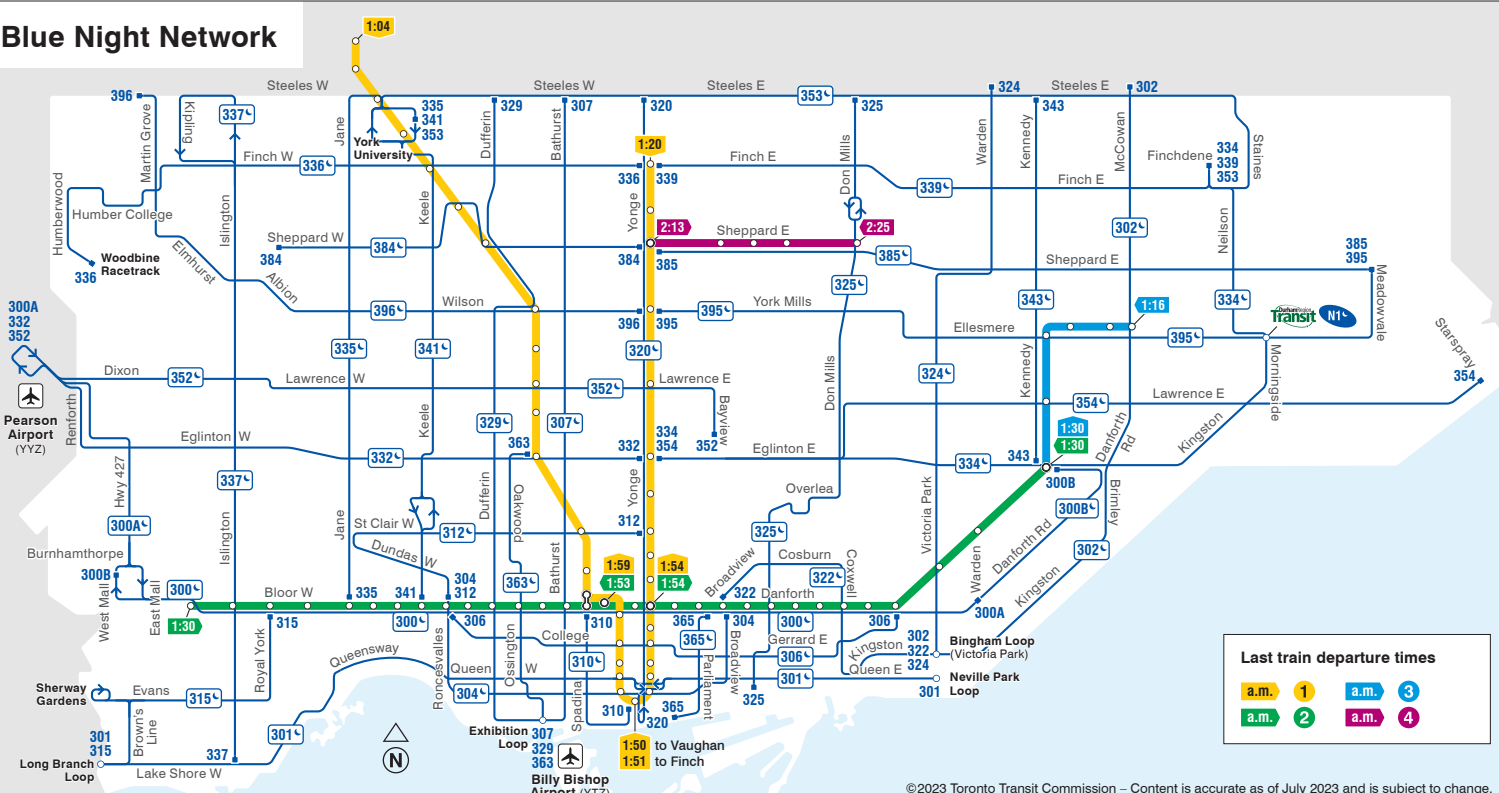 Blue Night Network
1:04
Steeles W
Steeles W
Steeles E
353
Steeles E
324
302
396
337
335
341
353
329
307
320
325
343
Martin Grove
Kipling
Jane
York
University
Dufferin
Bathurst
1:20
Don Mills
Warden
Kennedy
McCowan
Finchdene
334
339
353
Staines
Finch W
336
336
339
Finch E
339
Finch E
Humberwood
Humber College
Islington
Keele
Yonge
2:13
Sheppard E
2:25
302
Neilson
Sheppard W
384
384
384
385
385
Sheppard E
385
395
Woodbine
Racetrack
336
Elmhurst
Albion
325
Meadowvale
300A
332
352
396
Wilson
396
395
395
York Mills
343
334
1:16
DurhamRegion
Transit
N1
Ellesmere
395
335
341
320
Starspray
354
Dixon
352
Lawrence W
352
Lawrence E
324
Kennedy
Morningside
Pearson
Airport
(YYZ)
Renforth
Keele
329
307
Bayview
352
Don Mills
354
Lawrence E
1:30
1:30
Danforth
Rd
Kingston
Eglinton W
332
363
332
334
354
Eglinton E
334
343
300B
Hwy 427
337
Dufferin
Oakwood
Yonge
Overlea
Victoria Park
300B
Brimley
300A
Islington
Jane
St Clair W
312
312
325
Danforth Rd
302
Burnhamthorpe
Dundas W
Bathurst
1:59
1:53
1:54
1:54
Broadview
Cosburn
322
Coxwell
Warden
Kingston
300B
West Mall
East Mall
300
1:30
Bloor W
335
341
304
312
363
322
Danforth
300A
315
300
306
310
365
304
300
306
Royal York
Roncesvalles
Ossington
College
310
365
Gerrard E
306
Kingston
302
322
324
Bingham Loop
(Victoria Park)
Queensway
Queen
W
Spadina
Parliament
Broadview
Queen E
301
301
Neville Park
Loop
Sherway
Gardens
Evans
315
304
325
Brown's
Line
301
310
365
320
301
315
Long Branch
Loop
337
Lake Shore W
N
Exhibition
Loop
307
329
363
1:50
1:51
to Vaughan
to Finch
Billy Bishop
Airport (YTZ)
Last train departure times
a.m.
1
a.m.
3
a.m.
2
a.m.
4
©2023 Toronto Transit Commission – Content is accurate as of July 2023 and is subject to change.